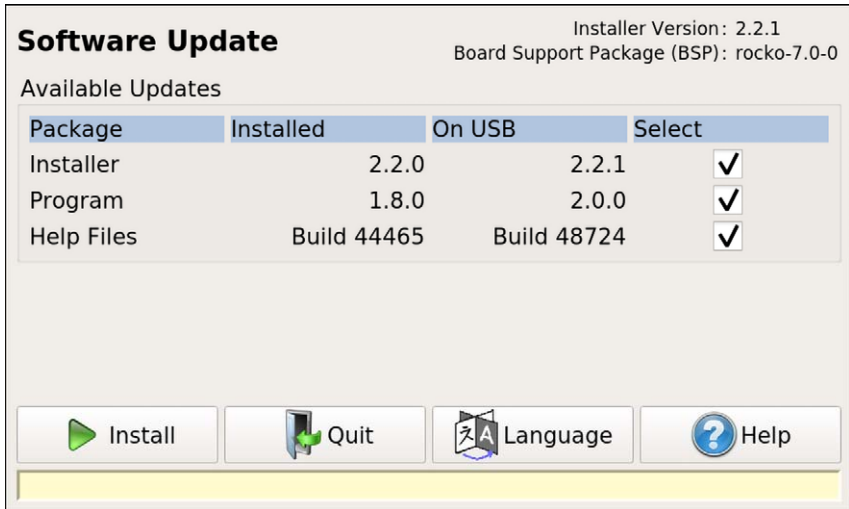 Software Update
Installer Version: 2.2.1
Board Support Package (BSP): rocko-7.0-0
Available Updates
Package Installed On USB Select
Installer 2.2.0 2.2.1
Program 1.8.0 2.0.0
Help Files Build 44465 Build 48724
Install Quit Language Help